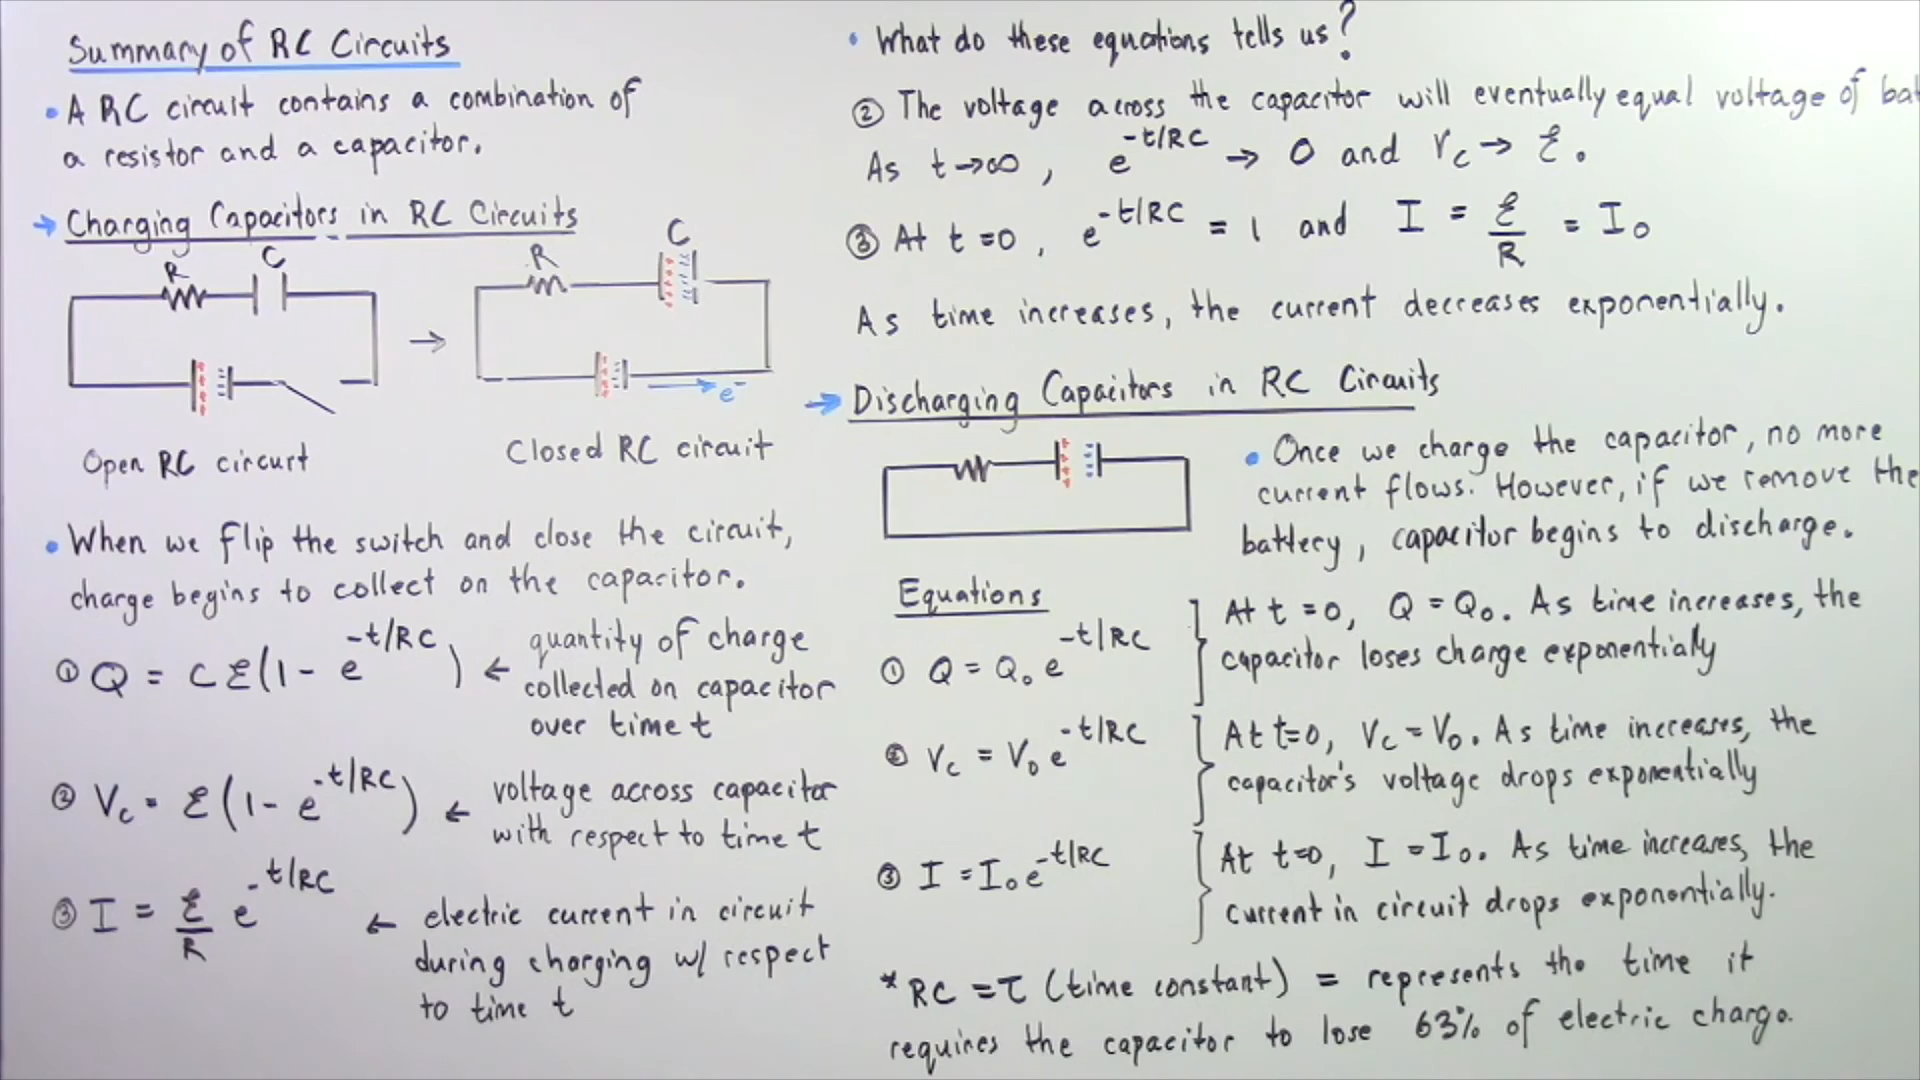 Summary of RC Circuits
• A RC circuit contains a combination of
a resistor and a capacitor.
→ Charging Capacitors in RC Circuits
R C
R C
e⁻
Open RC circuit
Closed RC circuit
• When we flip the switch and close the circuit,
charge begins to collect on the capacitor.
① Q = Cℰ(1 - e^-t/RC) ← quantity of charge
collected on capacitor
over time t
② Vc = ℰ(1 - e^-t/RC) ← voltage across capacitor
with respect to time t
③ I = ℰ/R e^-t/RC ← electric current in circuit
during charging w/ respect
to time t
• What do these equations tells us?
② The voltage across the capacitor will eventually equal voltage of bat
As t→∞, e^-t/RC → 0 and Vc → ℰ.
③ At t=0, e^-t/RC = 1 and I = ℰ/R = I₀
As time increases, the current decreases exponentially.
→ Discharging Capacitors in RC Circuits
• Once we charge the capacitor, no more
current flows. However, if we remove the
battery, capacitor begins to discharge.
Equations
① Q = Q₀e^-t/RC } At t=0, Q = Q₀. As time increases, the
capacitor loses charge exponentially
② Vc = V₀e^-t/RC } At t=0, Vc = V₀. As time increases, the
capacitor's voltage drops exponentially
③ I = I₀e^-t/RC } At t=0, I = I₀. As time increases, the
current in circuit drops exponentially.
* RC = τ (time constant) = represents the time it
requires the capacitor to lose 63% of electric charge.